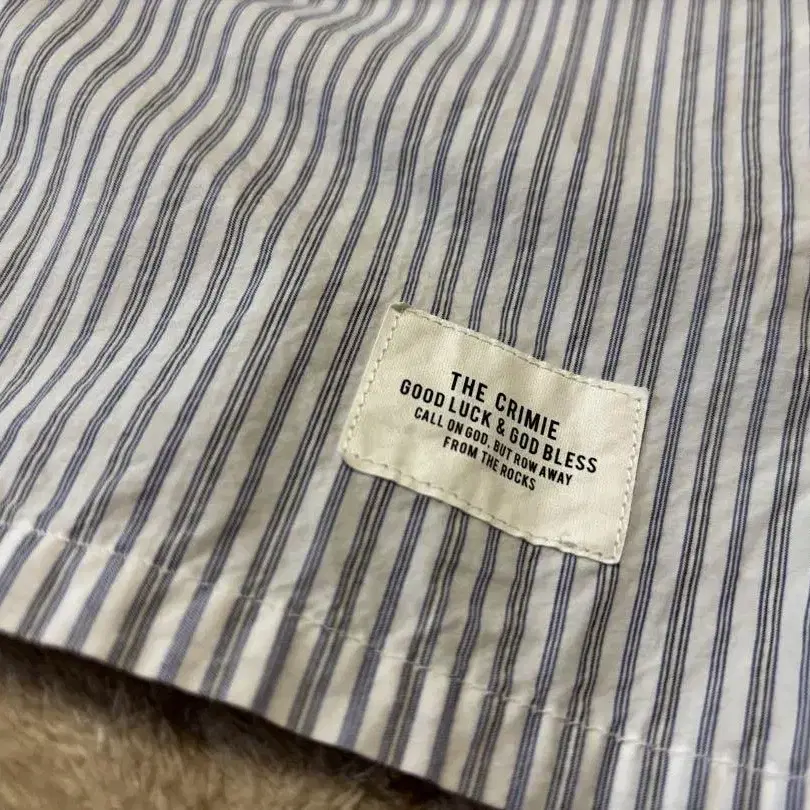 THE CRIMIE
GOOD LUCK & GOD BLESS
CALL ON GOD, BUT ROW AWAY
FROM THE ROCKS